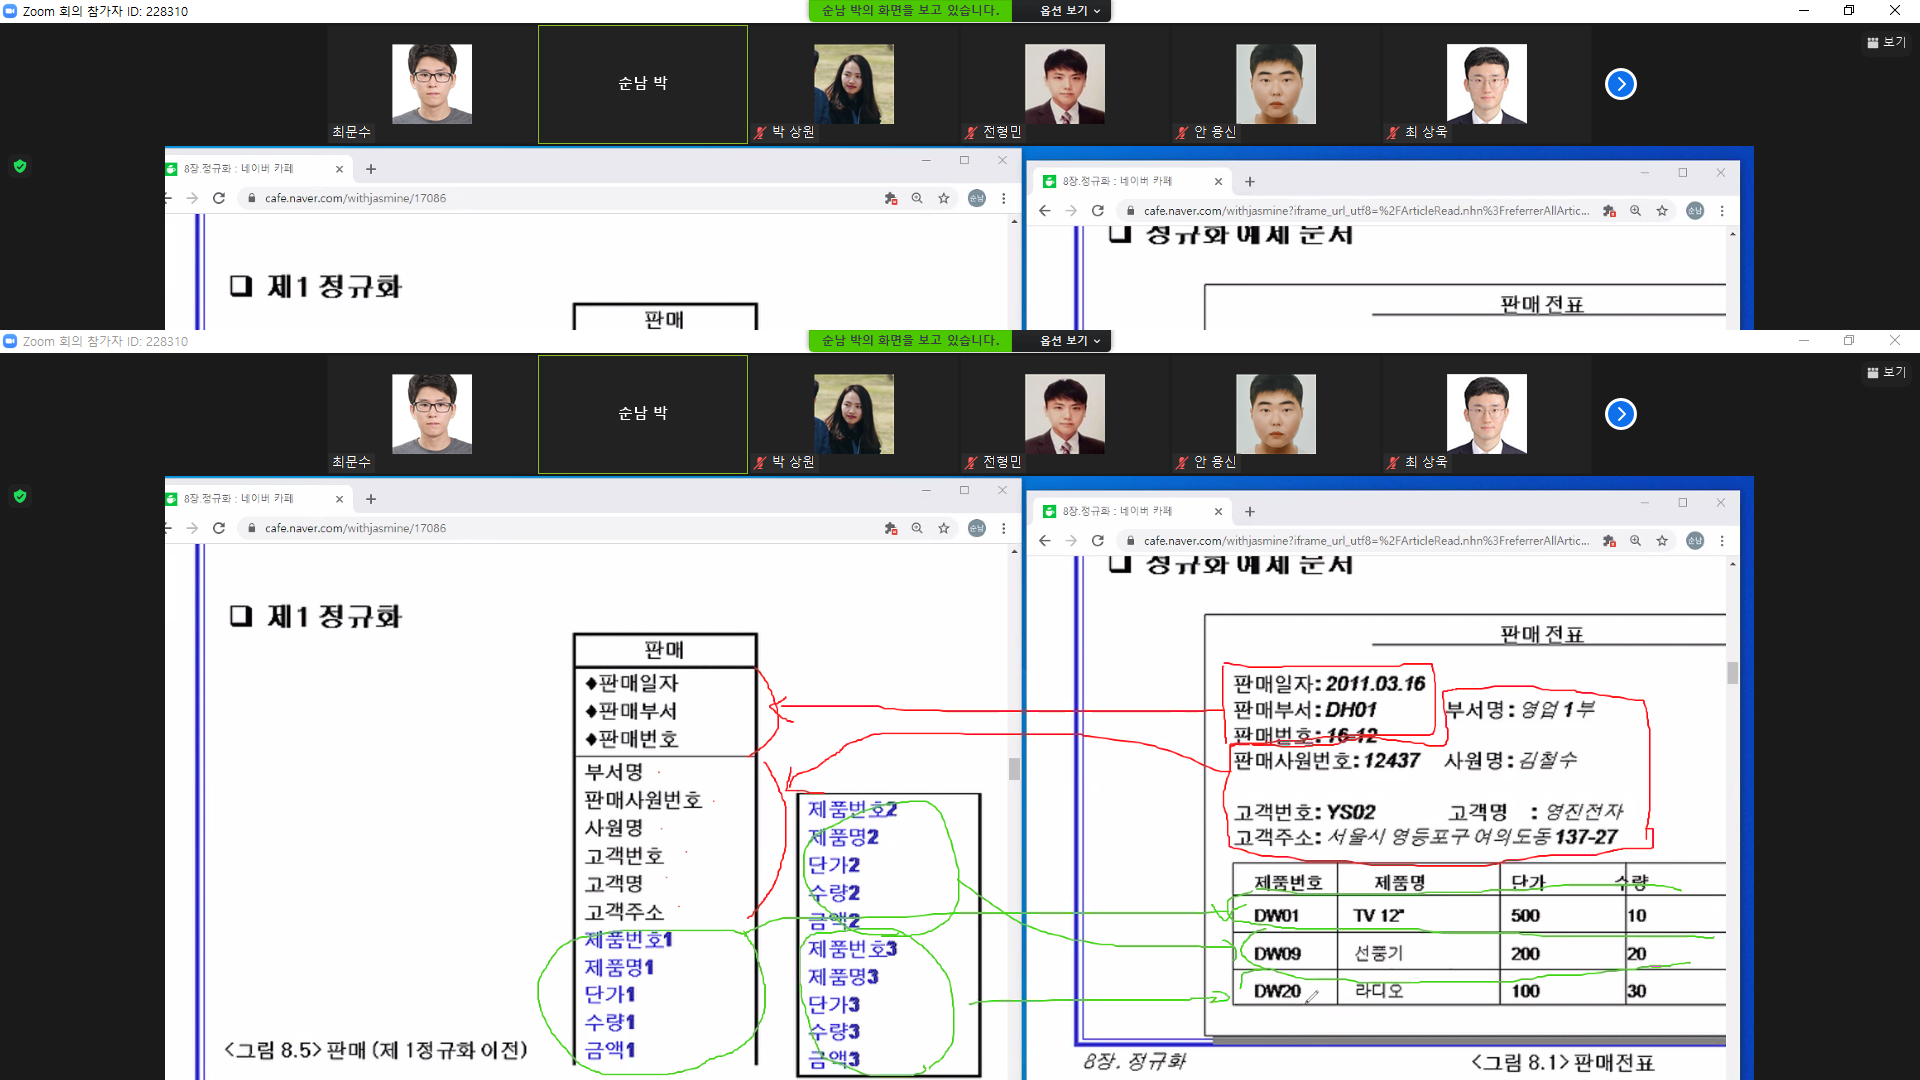 Zoom 회의 참가자 ID: 228310
순남 박의 화면을 보고 있습니다.
옵션 보기
보기
순남 박
최문수
박 상원
전형민
안 용신
최 상욱
8장.정규화 : 네이버 카페
cafe.naver.com/withjasmine/17086
순남
8장.정규화 : 네이버 카페
cafe.naver.com/withjasmine?iframe_url_utf8=%2FArticleRead.nhn%3FreferrerAllArtic...
순남
❏ 제1 정규화
판매
❏ 정규화 예제 문서
판매 전표
Zoom 회의 참가자 ID: 228310
순남 박의 화면을 보고 있습니다.
옵션 보기
보기
순남 박
최문수
박 상원
전형민
안 용신
최 상욱
8장.정규화 : 네이버 카페
cafe.naver.com/withjasmine/17086
순남
❏ 제1 정규화
판매
♦판매일자
♦판매부서
♦판매번호
부서명
판매사원번호
사원명
고객번호
고객명
고객주소
제품번호1
제품명1
단가1
수량1
금액1
제품번호2
제품명2
단가2
수량2
금액2
제품번호3
제품명3
단가3
수량3
금액3
<그림 8.5> 판매 (제 1정규화 이전)
8장.정규화 : 네이버 카페
cafe.naver.com/withjasmine?iframe_url_utf8=%2FArticleRead.nhn%3FreferrerAllArtic...
순남
❏ 정규화 예제 문서
판매 전표
판매일자: 2011.03.16
판매부서: DH01 부서명: 영업 1부
판매번호: 16-12
판매사원번호: 12437 사원명: 김철수
고객번호: YS02 고객명 : 영진전자
고객주소: 서울시 영등포구 여의도동 137-27
제품번호 제품명 단가 수량
DW01 TV 12" 500 10
DW09 선풍기 200 20
DW20 라디오 100 30
8장. 정규화
<그림 8.1> 판매전표